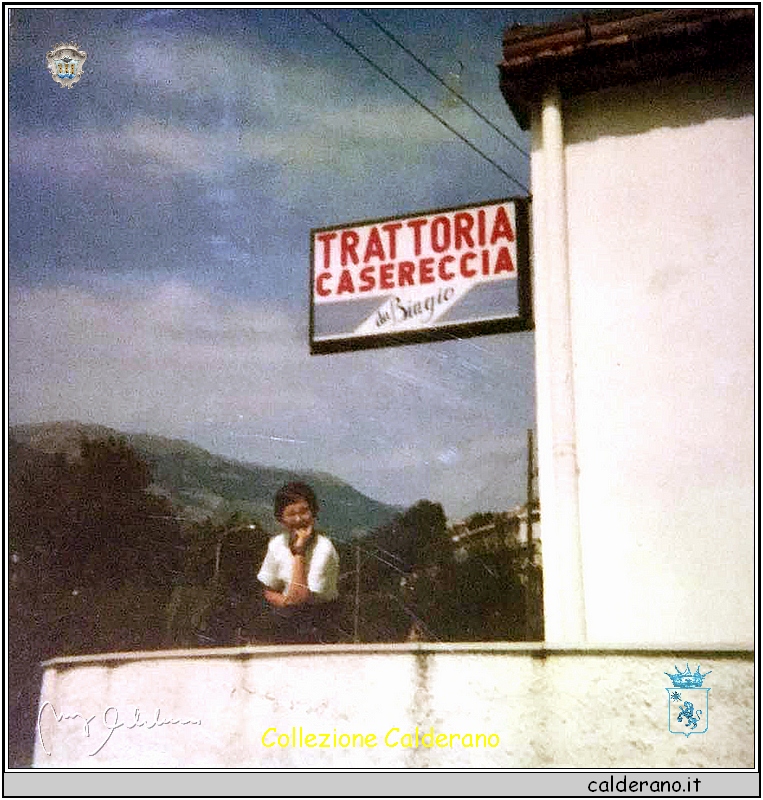 TRATTORIA
CASERECCIA
da Biagio
Collezione Calderano
calderano.it